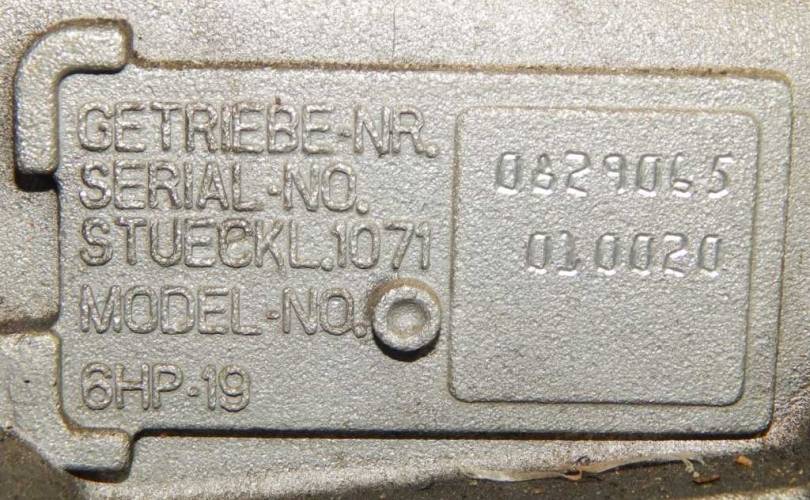 GETRIEBE-NR.
SERIAL-NO.
0829065
STUECKL.1071
010020
MODEL-NO.
6HP-19